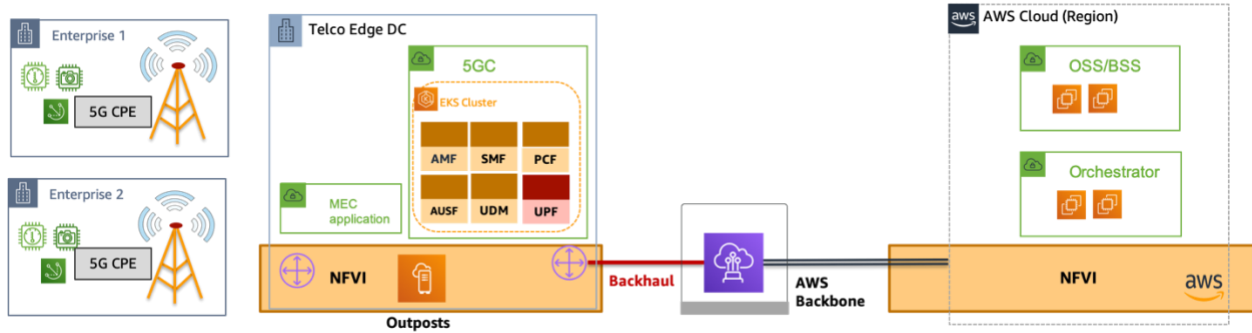 Enterprise 1
5G CPE
Enterprise 2
5G CPE
Telco Edge DC
5GC
EKS Cluster
AMF
SMF
PCF
AUSF
UDM
UPF
MEC
application
NFVI
Outposts
Backhaul
AWS
Backbone
aws
AWS Cloud (Region)
OSS/BSS
Orchestrator
NFVI
aws